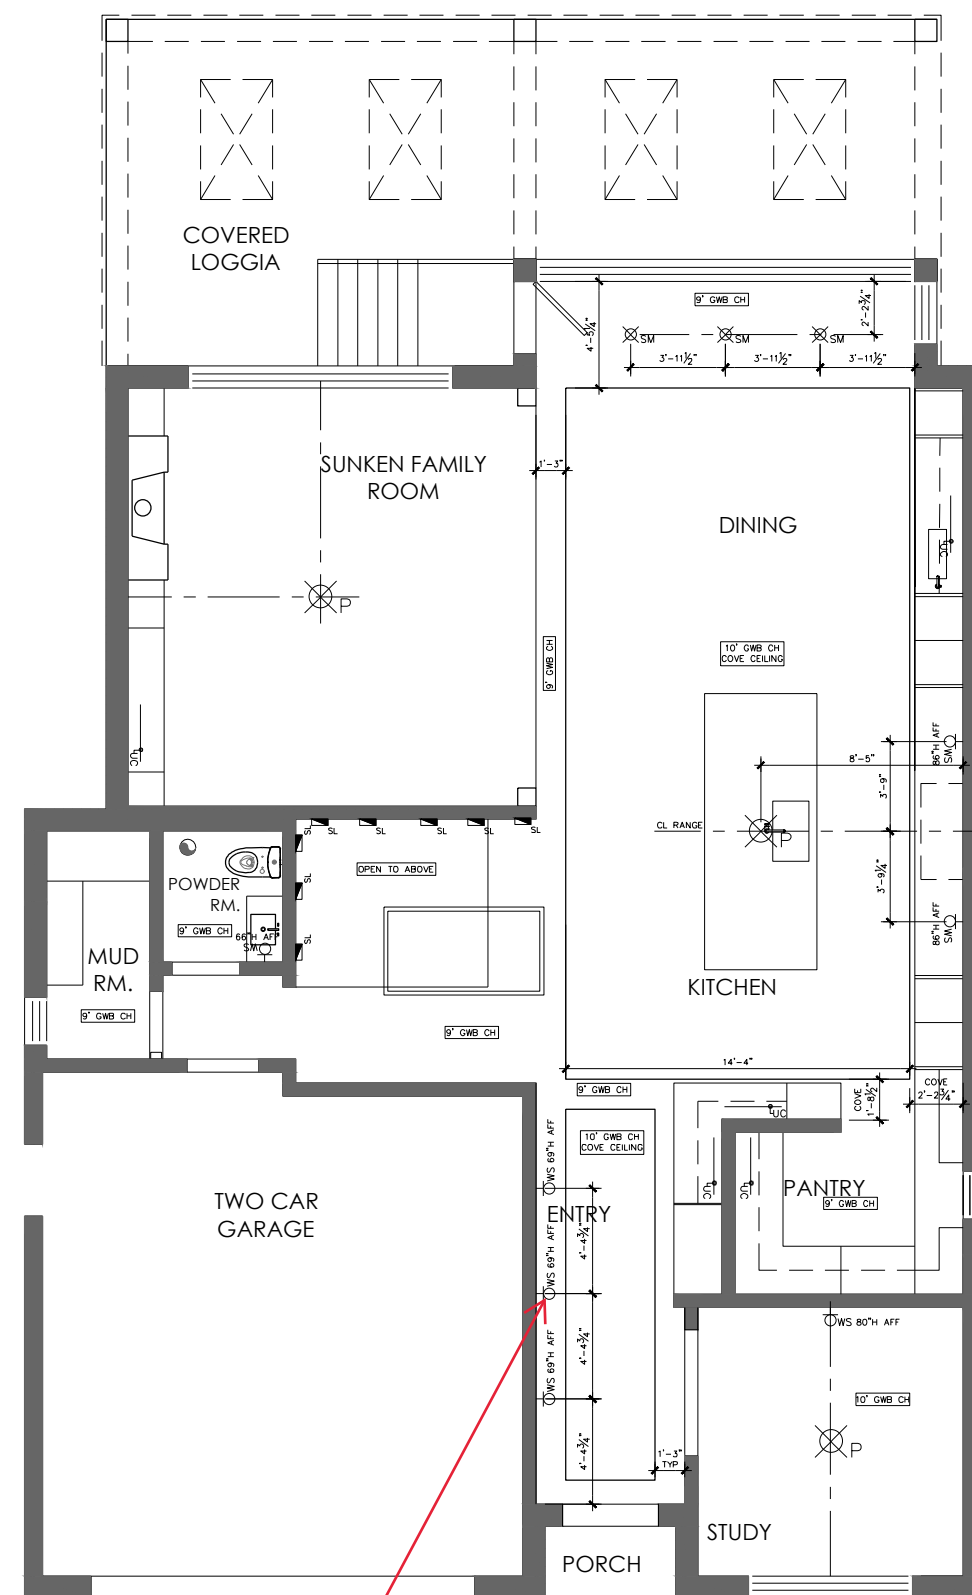 COVERED
LOGGIA
9' GWB CH
2'-2¾"
4'-5¼"
SM
SM
SM
3'-11½"
3'-11½"
3'-11½"
SUNKEN FAMILY
ROOM
1'-3"
DINING
UC
P
9' GWB CH
10' GWB CH
COVE CEILING
86"H AFF
WS
8'-5"
3'-9"
UC
CL RANGE
P
SL
SL
SL
SL
SL
SL
OPEN TO ABOVE
3'-9¼"
POWDER
RM.
SL
9' GWB CH
66"H AFF
SM
SL
86"H AFF
WS
MUD
RM.
KITCHEN
9' GWB CH
9' GWB CH
14'-4"
9' GWB CH
COVE
1'-8½"
COVE
2'-2¾"
UC
10' GWB CH
COVE CEILING
WS 69"H AFF
UC
UC
PANTRY
9' GWB CH
TWO CAR
GARAGE
ENTRY
4'-4¾"
WS 69"H AFF
WS 80"H AFF
4'-4¾"
WS 69"H AFF
10' GWB CH
4'-4¾"
1'-3"
TYP
P
STUDY
PORCH